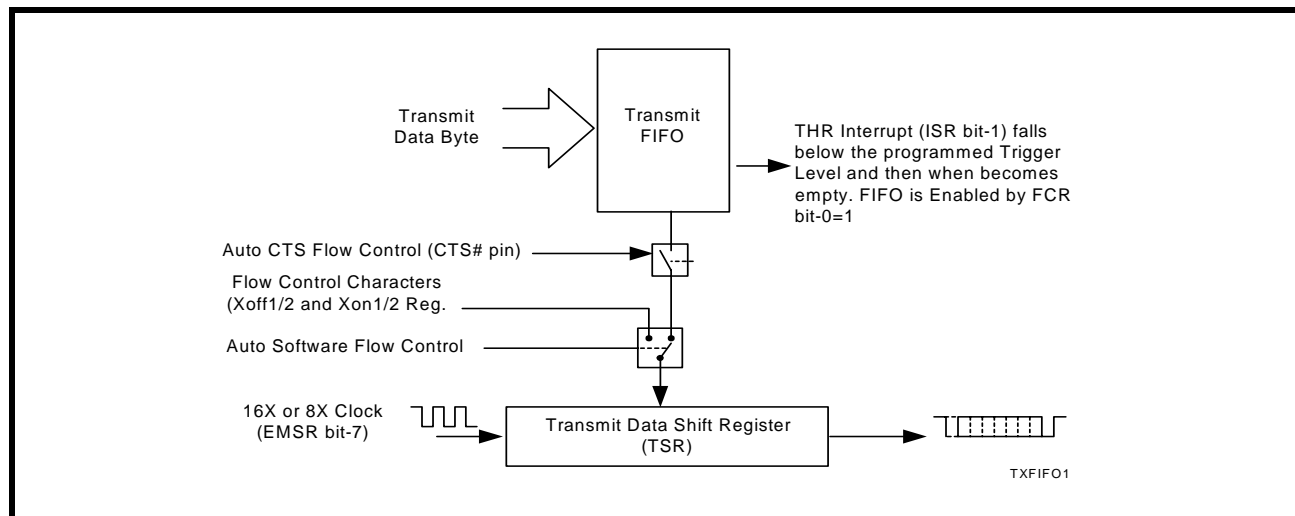 Transmit
Data Byte
Transmit
FIFO
THR Interrupt (ISR bit-1) falls
below the programmed Trigger
Level and then when becomes
empty. FIFO is Enabled by FCR
bit-0=1
Auto CTS Flow Control (CTS# pin)
Flow Control Characters
(Xoff1/2 and Xon1/2 Reg.
Auto Software Flow Control
16X or 8X Clock
(EMSR bit-7)
Transmit Data Shift Register
(TSR)
TXFIFO1